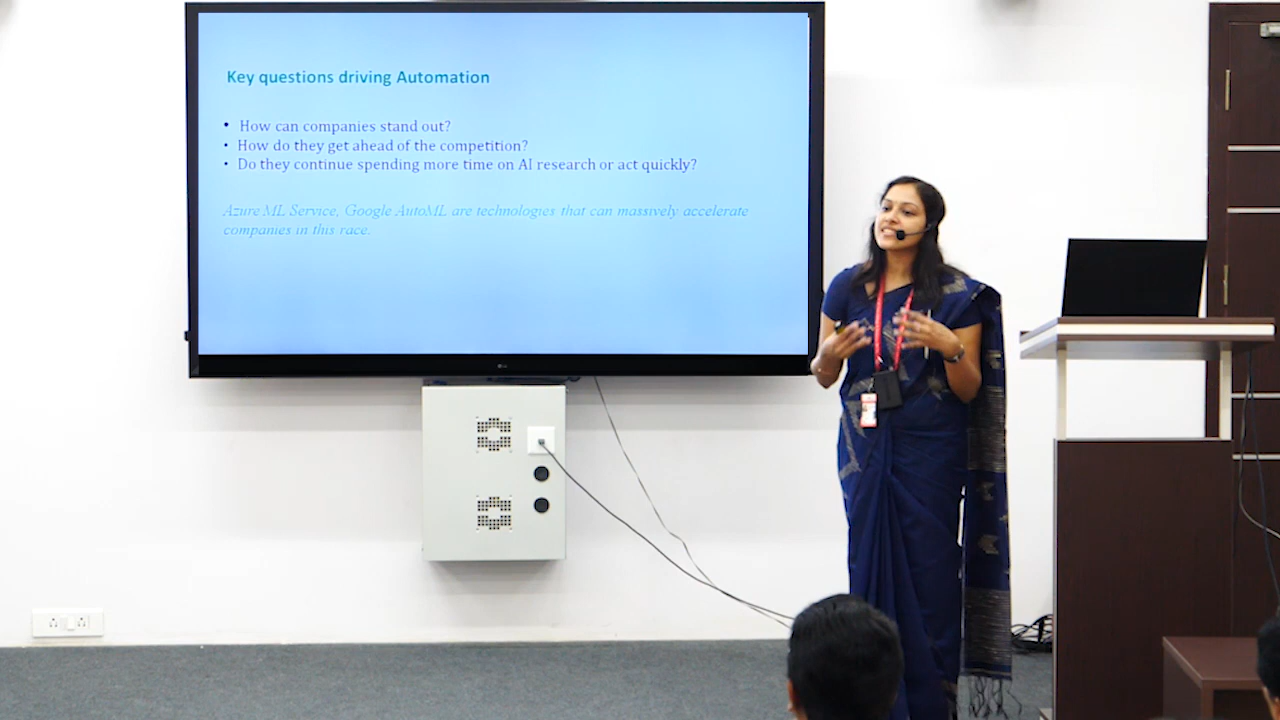 Key questions driving Automation
• How can companies stand out?
• How do they get ahead of the competition?
• Do they continue spending more time on AI research or act quickly?
Azure ML Service, Google AutoML are technologies that can massively accelerate
companies in this race.
LG